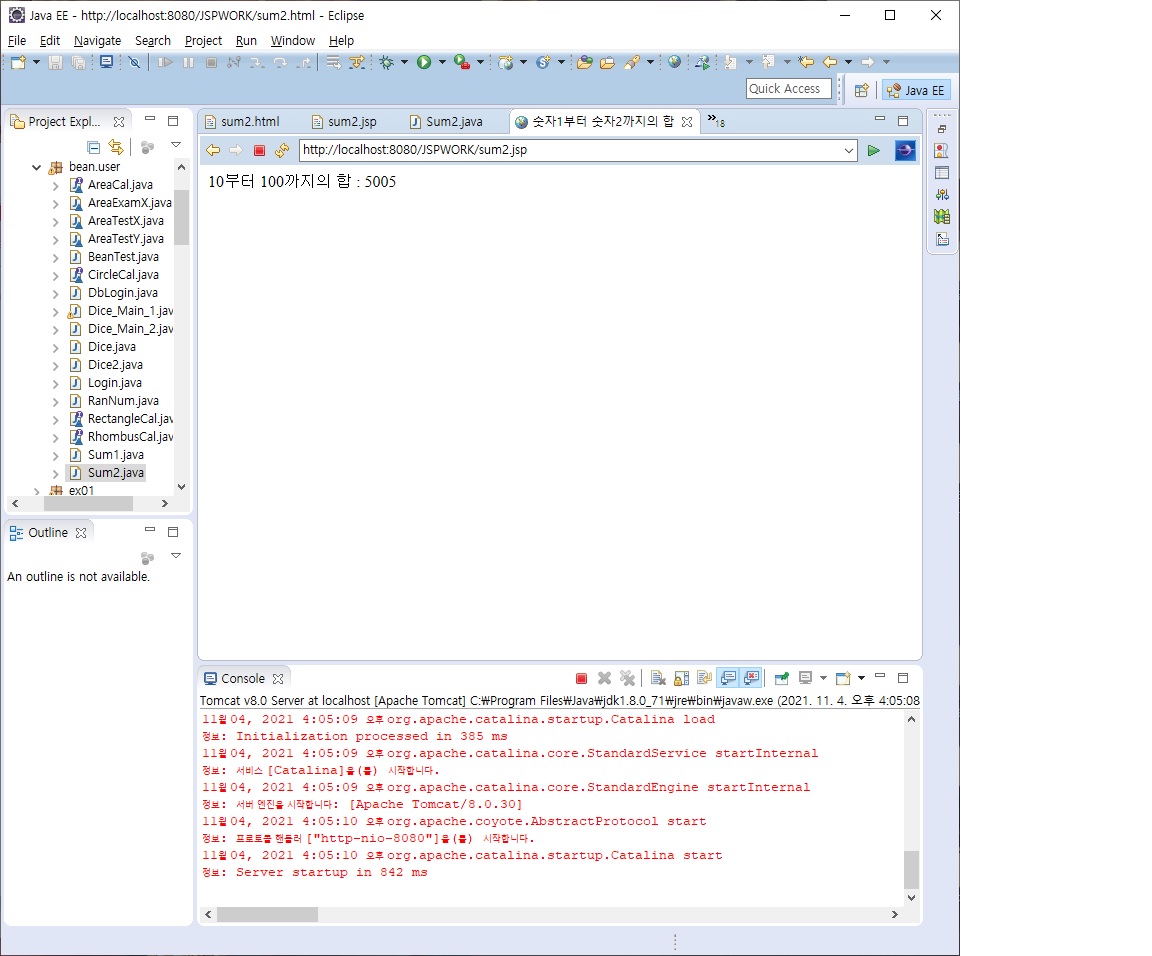 Java EE - http://localhost:8080/JSPWORK/sum2.html - Eclipse
File Edit Navigate Search Project Run Window Help
Quick Access
Java EE
Project Expl...
bean.user
AreaCal.java
AreaExamX.java
AreaTestX.java
AreaTestY.java
BeanTest.java
CircleCal.java
DbLogin.java
Dice_Main_1.jav
Dice_Main_2.jav
Dice.java
Dice2.java
Login.java
RanNum.java
RectangleCal.jav
RhombusCal.jav
Sum1.java
Sum2.java
ex01
Outline
An outline is not available.
sum2.html sum2.jsp Sum2.java 숫자1부터 숫자2까지의 합 »18
http://localhost:8080/JSPWORK/sum2.jsp
10부터 100까지의 합 : 5005
Console
Tomcat v8.0 Server at localhost [Apache Tomcat] C:₩Program Files₩Java₩jdk1.8.0_71₩jre₩bin₩javaw.exe (2021. 11. 4. 오후 4:05:08
11월 04, 2021 4:05:09 오후 org.apache.catalina.startup.Catalina load
정보: Initialization processed in 385 ms
11월 04, 2021 4:05:09 오후 org.apache.catalina.core.StandardService startInternal
정보: 서비스 [Catalina]을(를) 시작합니다.
11월 04, 2021 4:05:09 오후 org.apache.catalina.core.StandardEngine startInternal
정보: 서버 엔진을 시작합니다: [Apache Tomcat/8.0.30]
11월 04, 2021 4:05:10 오후 org.apache.coyote.AbstractProtocol start
정보: 프로토콜 핸들러 ["http-nio-8080"]을(를) 시작합니다.
11월 04, 2021 4:05:10 오후 org.apache.catalina.startup.Catalina start
정보: Server startup in 842 ms